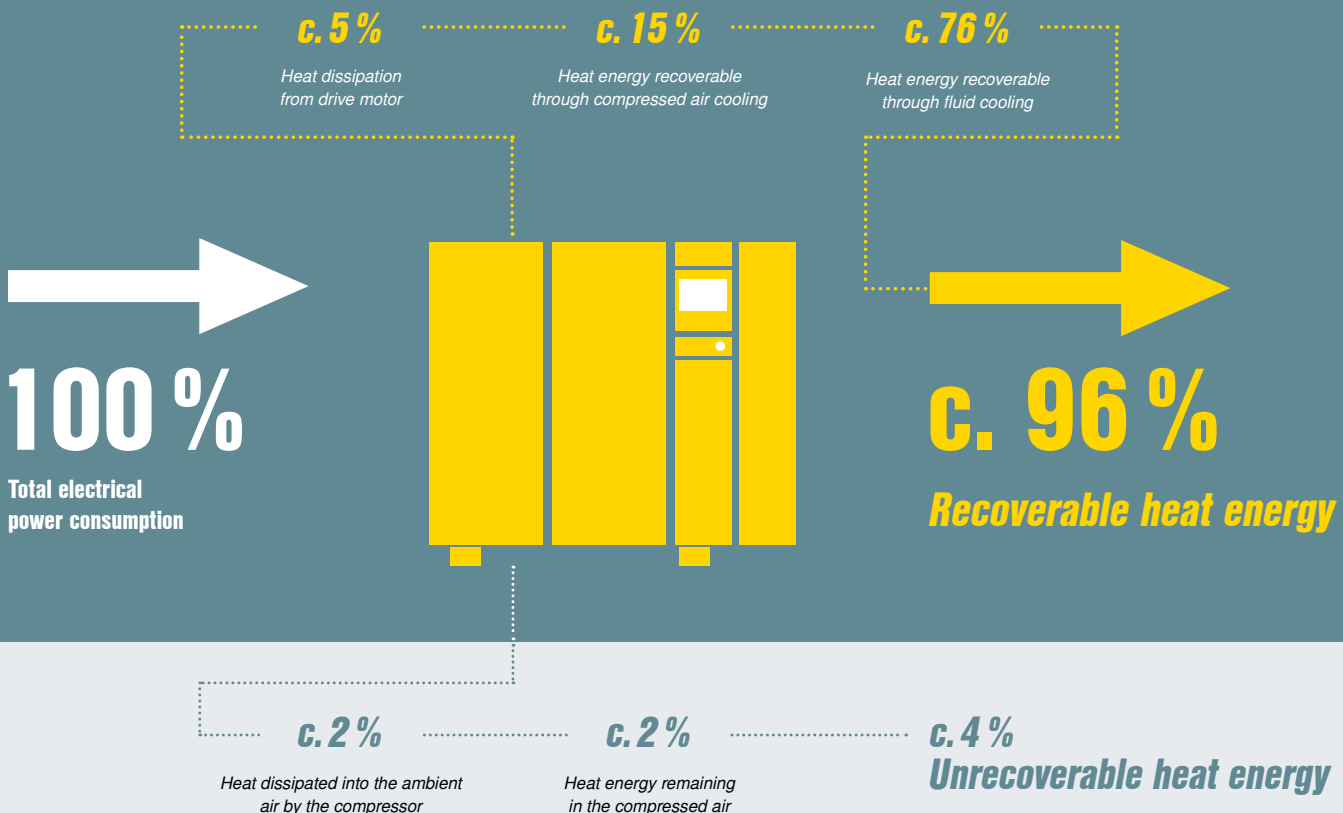 c. 5 %
Heat dissipation
from drive motor
c. 15 %
Heat energy recoverable
through compressed air cooling
c. 76 %
Heat energy recoverable
through fluid cooling
100 %
Total electrical
power consumption
c. 96 %
Recoverable heat energy
c. 2 %
Heat dissipated into the ambient
air by the compressor
c. 2 %
Heat energy remaining
in the compressed air
c. 4 %
Unrecoverable heat energy